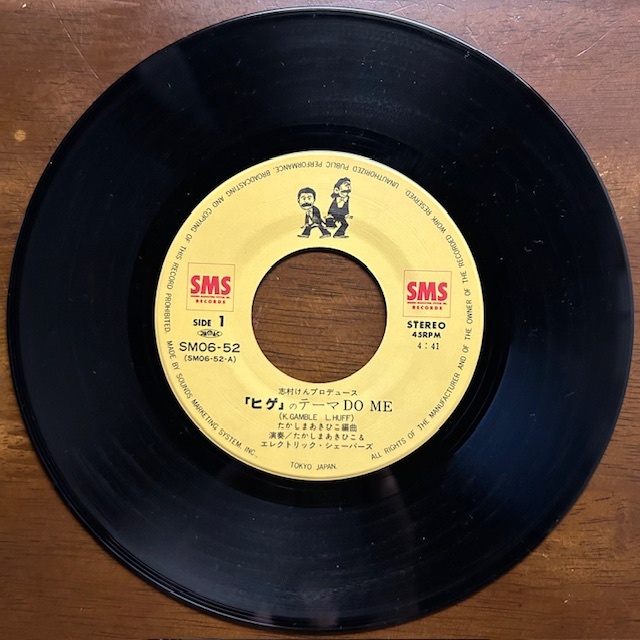 UNAUTHORIZED PUBLIC PERFORMANCE, BROADCASTING AND COPYING OF THIS RECORD PROHIBITED. MADE BY SOUNDS MARKETING SYSTEM, INC.,
TOKYO JAPAN.
ALL RIGHTS OF THE MANUFACTURER AND OF THE OWNER OF THE RECORDED WORK RESERVED.
SMS
RECORDS
SIDE 1
SM06-52
(SM06-52-A)
SMS
RECORDS
STEREO
45RPM
4:41
志村けんプロデュース
「ヒゲ」のテーマ DO ME
(K.GAMBLE L.HUFF)
たかしまあきひこ編曲
演奏/たかしまあきひこ&
エレクトリック・シェーバーズ